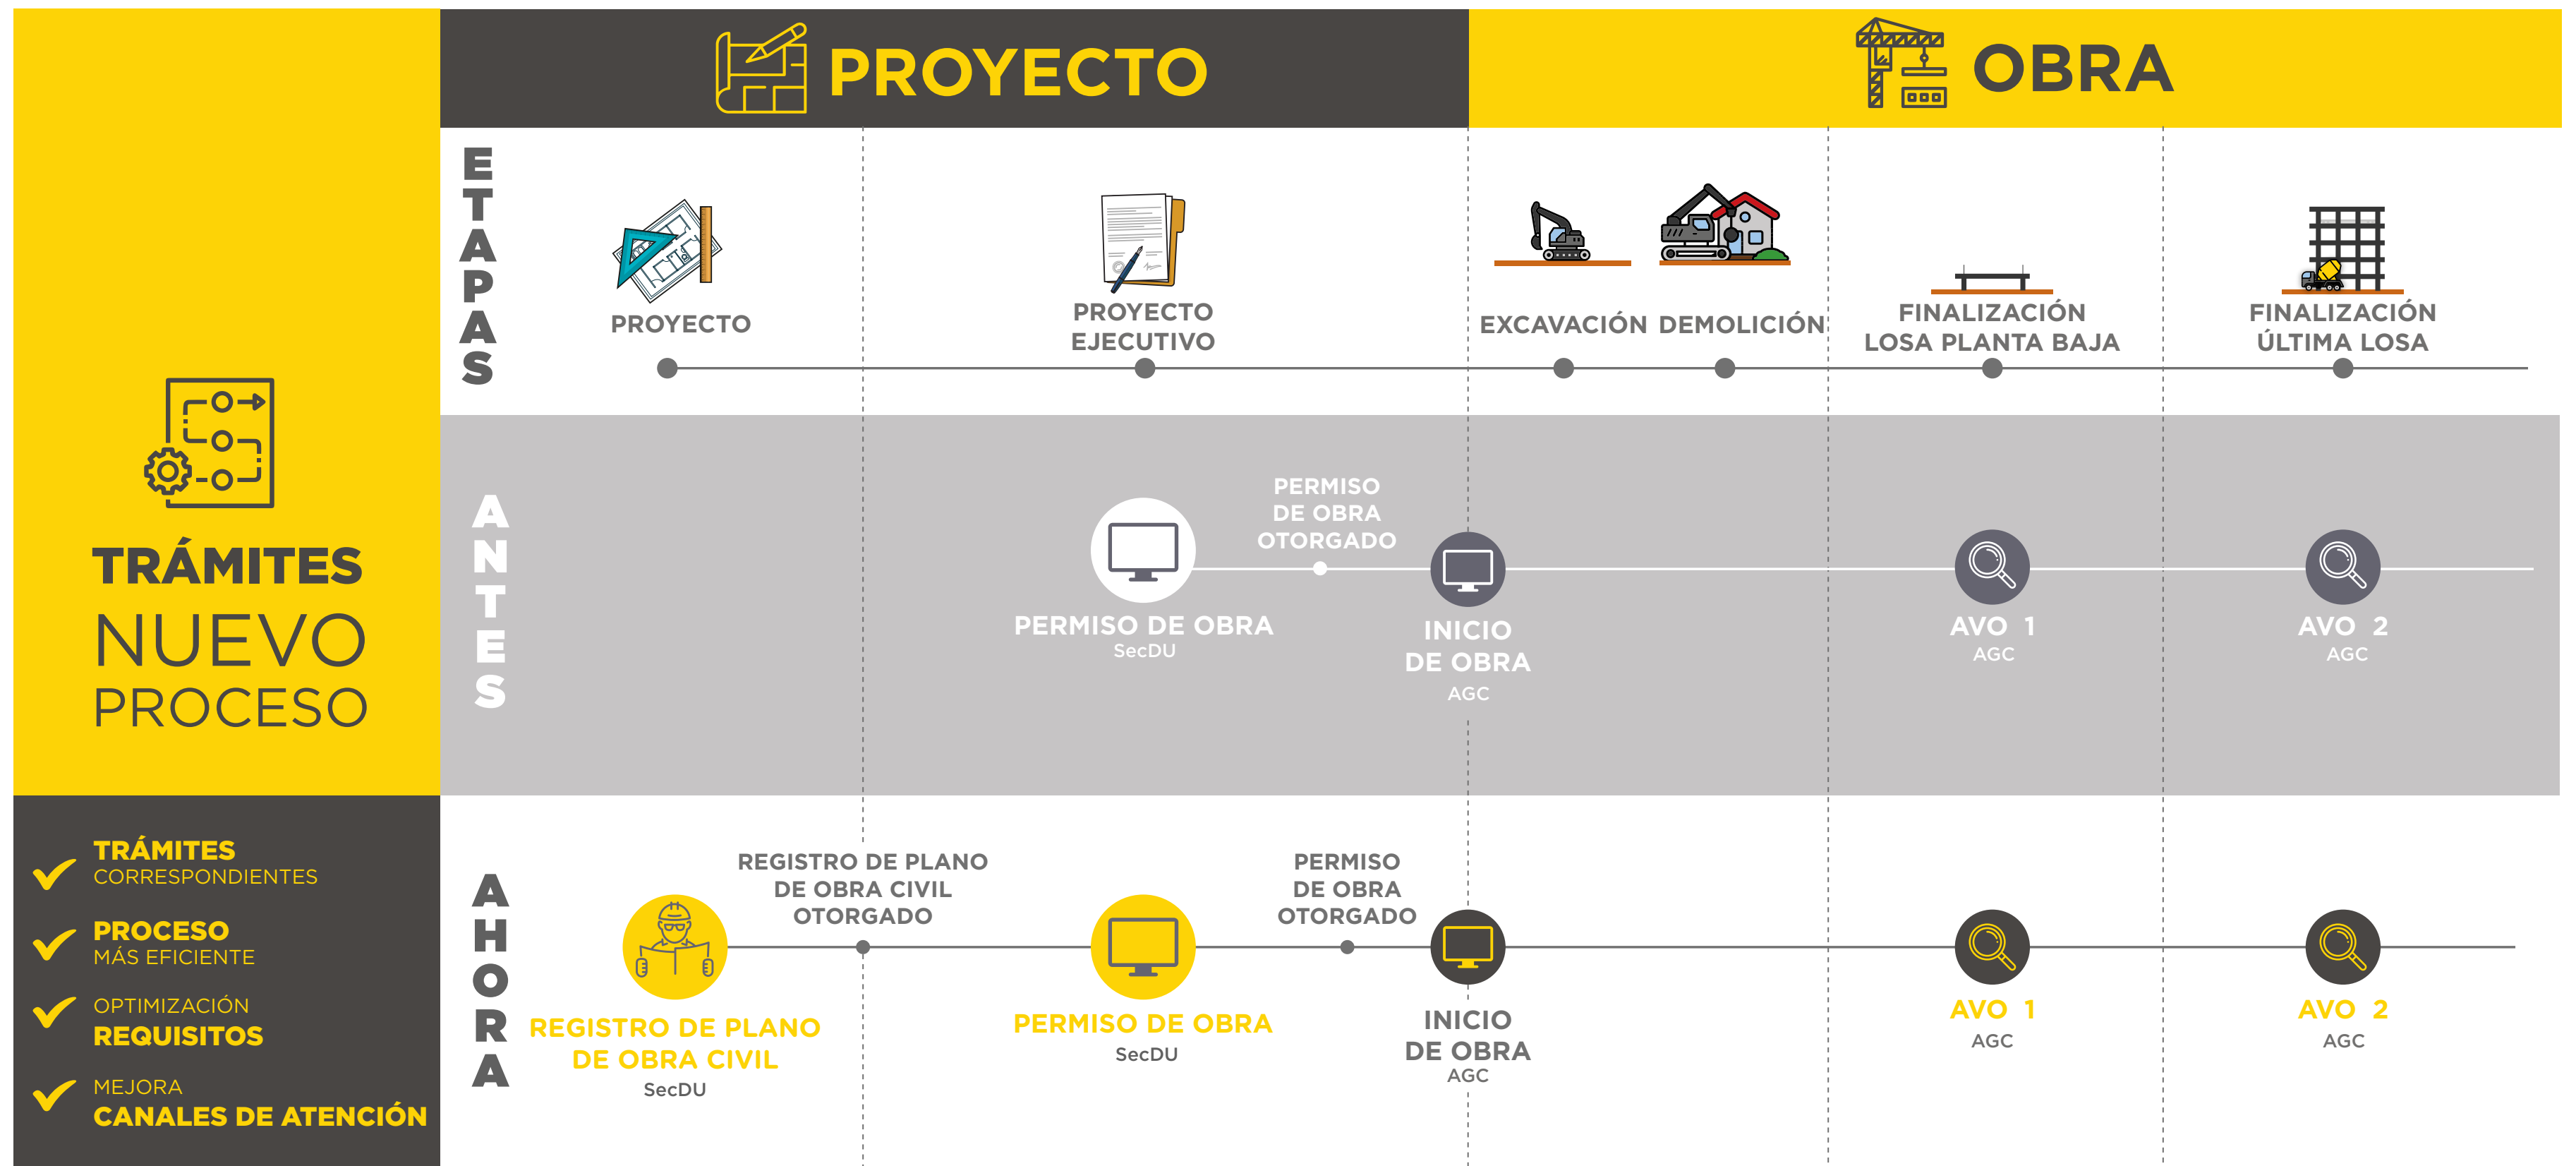 PROYECTO
OBRA
ETAPAS
PROYECTO
PROYECTO
EJECUTIVO
EXCAVACIÓN
DEMOLICIÓN
FINALIZACIÓN
LOSA PLANTA BAJA
FINALIZACIÓN
ÚLTIMA LOSA
TRÁMITES
NUEVO
PROCESO
ANTES
PERMISO DE OBRA
SecDU
PERMISO
DE OBRA
OTORGADO
INICIO
DE OBRA
AGC
AVO 1
AGC
AVO 2
AGC
TRÁMITES
CORRESPONDIENTES
PROCESO
MÁS EFICIENTE
OPTIMIZACIÓN
REQUISITOS
MEJORA
CANALES DE ATENCIÓN
AHORA
REGISTRO DE PLANO
DE OBRA CIVIL
SecDU
REGISTRO DE PLANO
DE OBRA CIVIL
OTORGADO
PERMISO DE OBRA
SecDU
PERMISO
DE OBRA
OTORGADO
INICIO
DE OBRA
AGC
AVO 1
AGC
AVO 2
AGC